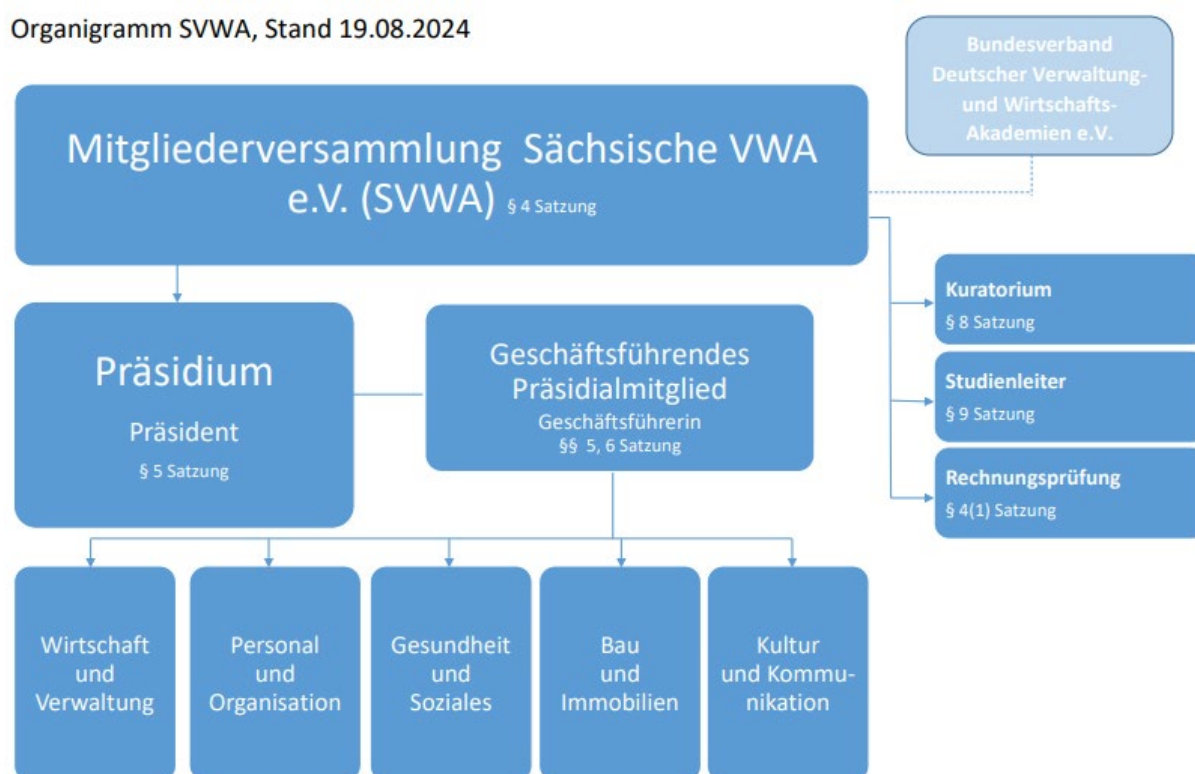 Organigramm SVWA, Stand 19.08.2024
Bundesverband
Deutscher Verwaltung-
und Wirtschafts-
Akademien e.V.
Mitgliederversammlung Sächsische VWA
e.V. (SVWA) § 4 Satzung
Kuratorium
§ 8 Satzung
Studienleiter
§ 9 Satzung
Rechnungsprüfung
§ 4(1) Satzung
Präsidium
Präsident
§ 5 Satzung
Geschäftsführendes
Präsidialmitglied
Geschäftsführerin
§§ 5, 6 Satzung
Wirtschaft
und
Verwaltung
Personal
und
Organisation
Gesundheit
und
Soziales
Bau
und
Immobilien
Kultur
und Kommu-
nikation